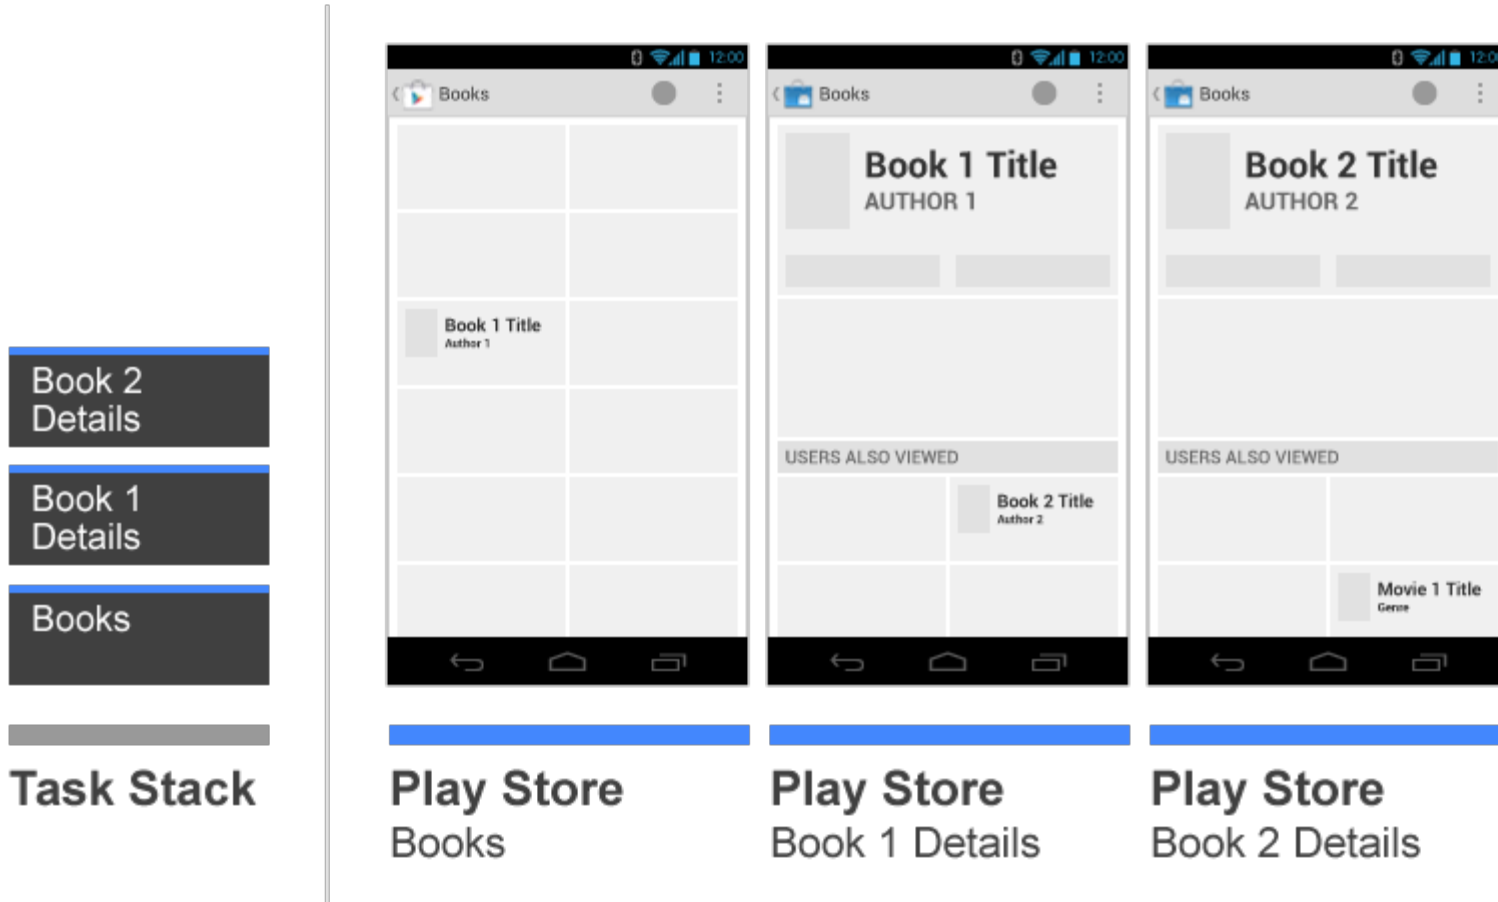 Book 2
Details
Book 1
Details
Books
Task Stack
12:00
Books
Book 1 Title
Author 1
Play Store
Books
12:00
Books
Book 1 Title
AUTHOR 1
USERS ALSO VIEWED
Book 2 Title
Author 2
Play Store
Book 1 Details
12:0
Books
Book 2 Title
AUTHOR 2
USERS ALSO VIEWED
Movie 1 Title
Genre
Play Store
Book 2 Details